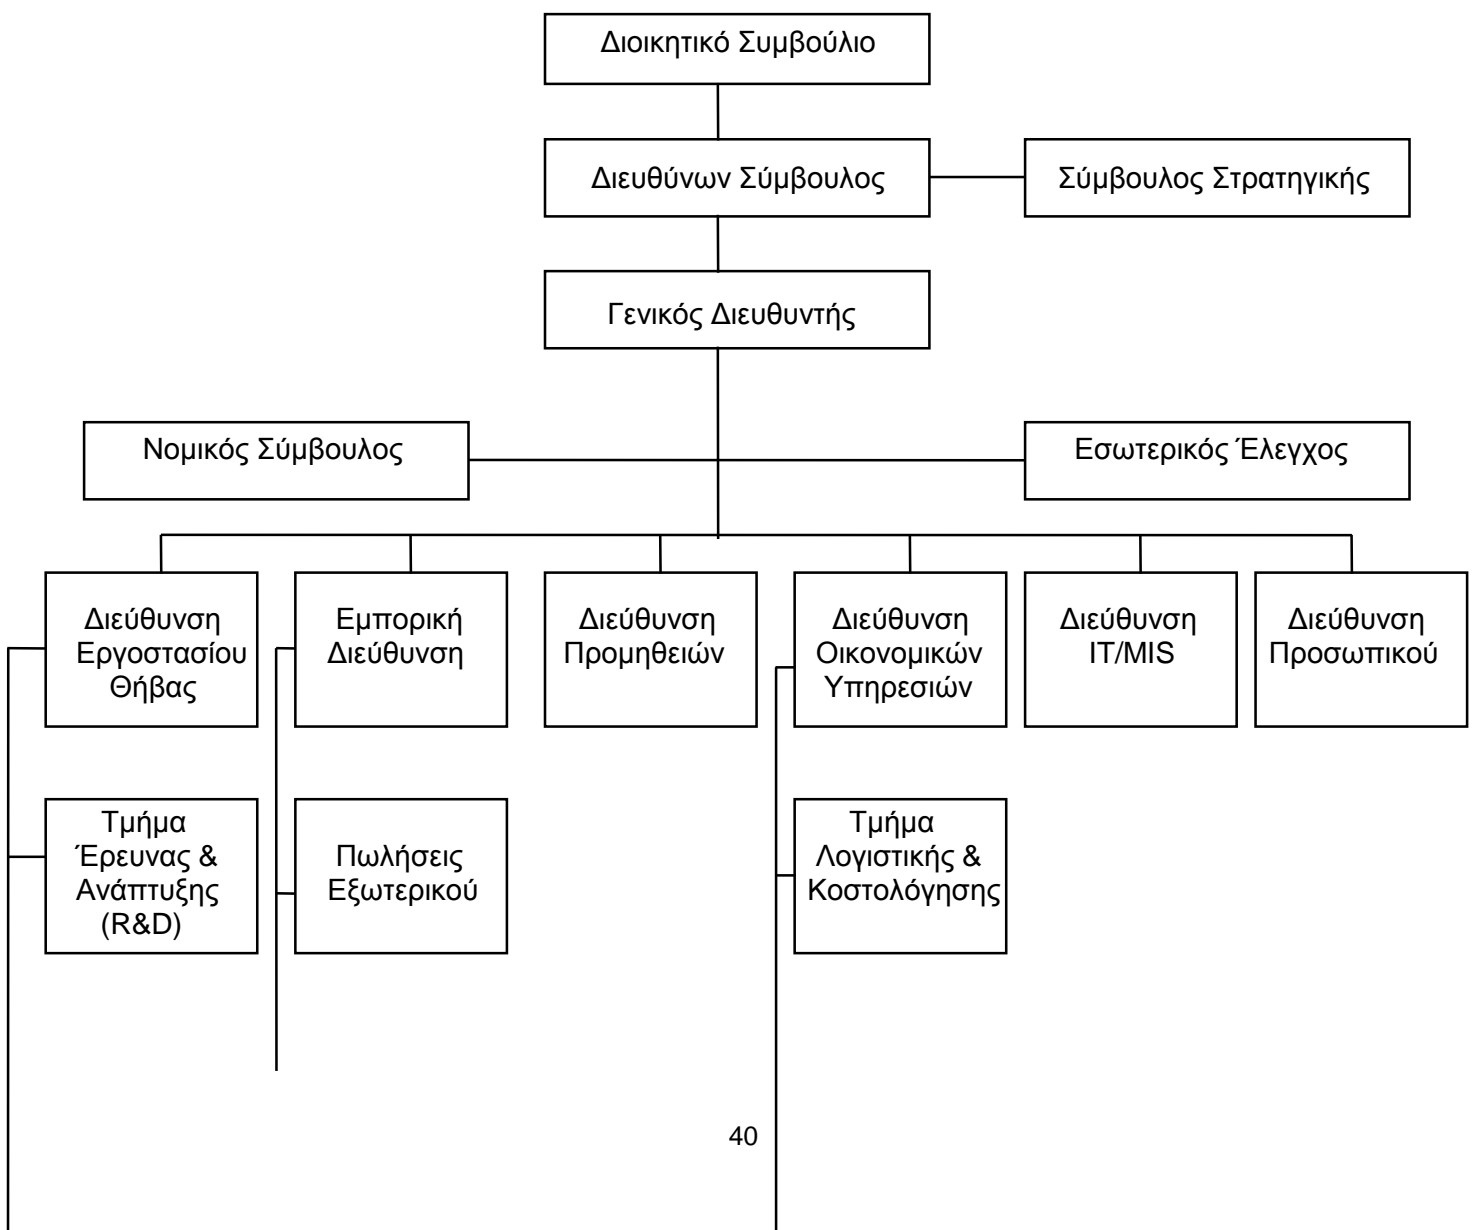 Διοικητικό Συμβούλιο
Διευθύνων Σύμβουλος
Σύμβουλος Στρατηγικής
Γενικός Διευθυντής
Νομικός Σύμβουλος
Εσωτερικός Έλεγχος
Διεύθυνση
Εργοστασίου
Θήβας
Εμπορική
Διεύθυνση
Διεύθυνση
Προμηθειών
Διεύθυνση
Οικονομικών
Υπηρεσιών
Διεύθυνση
IT/MIS
Διεύθυνση
Προσωπικού
Τμήμα
Έρευνας &
Ανάπτυξης
(R&D)
Πωλήσεις
Εξωτερικού
Τμήμα
Λογιστικής &
Κοστολόγησης
40